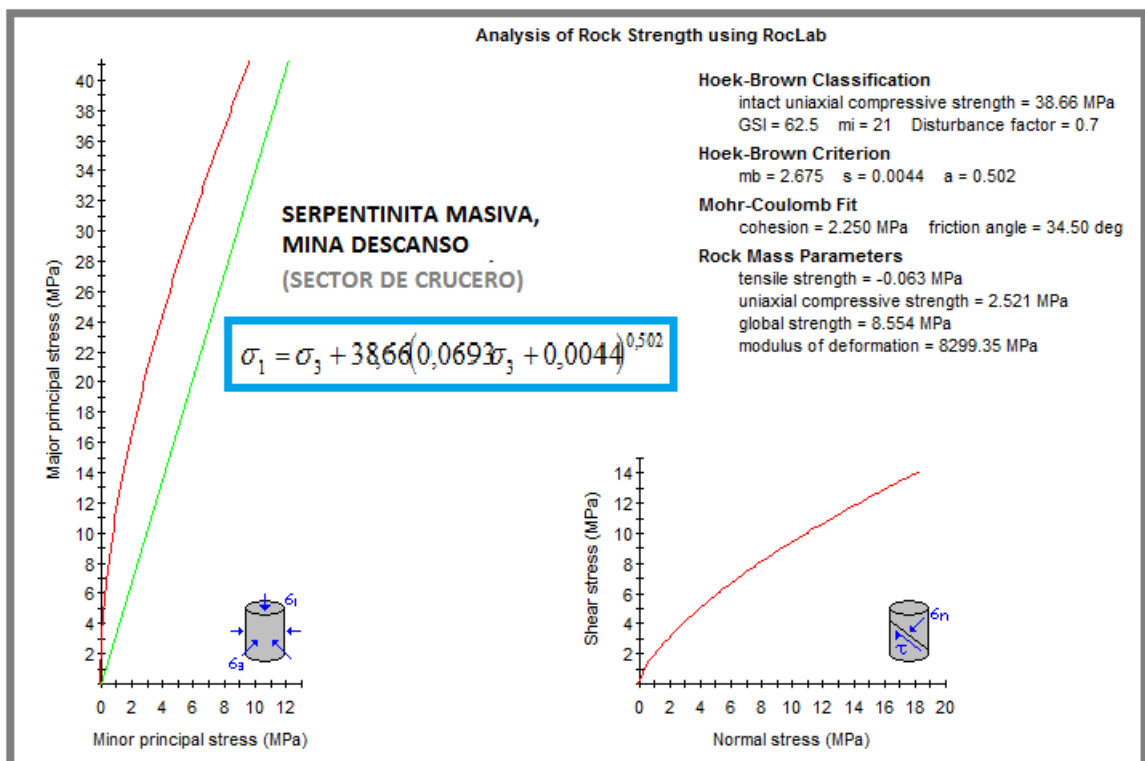 Analysis of Rock Strength using RocLab
Hoek-Brown Classification
intact uniaxial compressive strength = 38.66 MPa
GSI = 62.5 mi = 21 Disturbance factor = 0.7
Hoek-Brown Criterion
mb = 2.675 s = 0.0044 a = 0.502
Mohr-Coulomb Fit
cohesion = 2.250 MPa friction angle = 34.50 deg
Rock Mass Parameters
tensile strength = -0.063 MPa
uniaxial compressive strength = 2.521 MPa
global strength = 8.554 MPa
modulus of deformation = 8299.35 MPa
SERPENTINITA MASIVA,
MINA DESCANSO
(SECTOR DE CRUCERO)
σ1 = σ3 + 38,66(0,0693σ3 + 0,0044)^0,502
Major principal stress (MPa)
40
38
36
34
32
30
28
26
24
22
20
18
16
14
12
10
8
6
4
2
0 2 4 6 8 10 12
Minor principal stress (MPa)
σ1
σ3
Shear stress (MPa)
14
12
10
8
6
4
2
0 2 4 6 8 10 12 14 16 18 20
Normal stress (MPa)
σn
τ